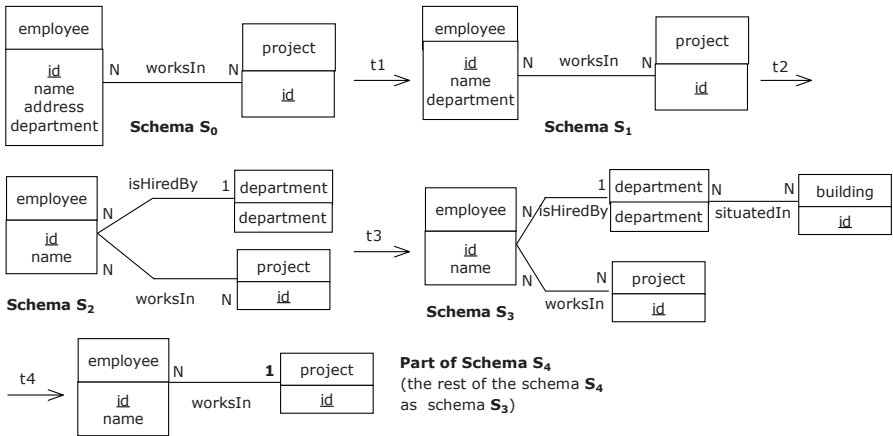 employee
id
name
address
department
N worksIn N
project
id
Schema S0
t1
employee
id
name
department
N worksIn N
project
id
Schema S1
t2
employee
id
name
N
isHiredBy
1
department
department
N
worksIn
N
project
id
Schema S2
t3
employee
id
name
N
isHiredBy
1
department
department
N
situatedIn
N
building
id
N
worksIn
N
project
id
Schema S3
t4
employee
id
name
N
worksIn
1
project
id
Part of Schema S4
(the rest of the schema S4
as schema S3)